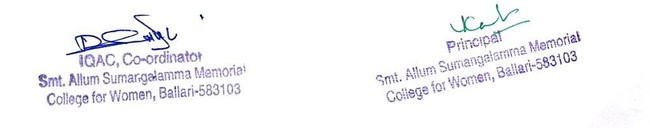 IQAC, Co-ordinator
Smt. Allum Sumangalamma Memorial
College for Women, Ballari-583103
Principal
Smt. Allum Sumangalamma Memorial
College for Women, Ballari-583103